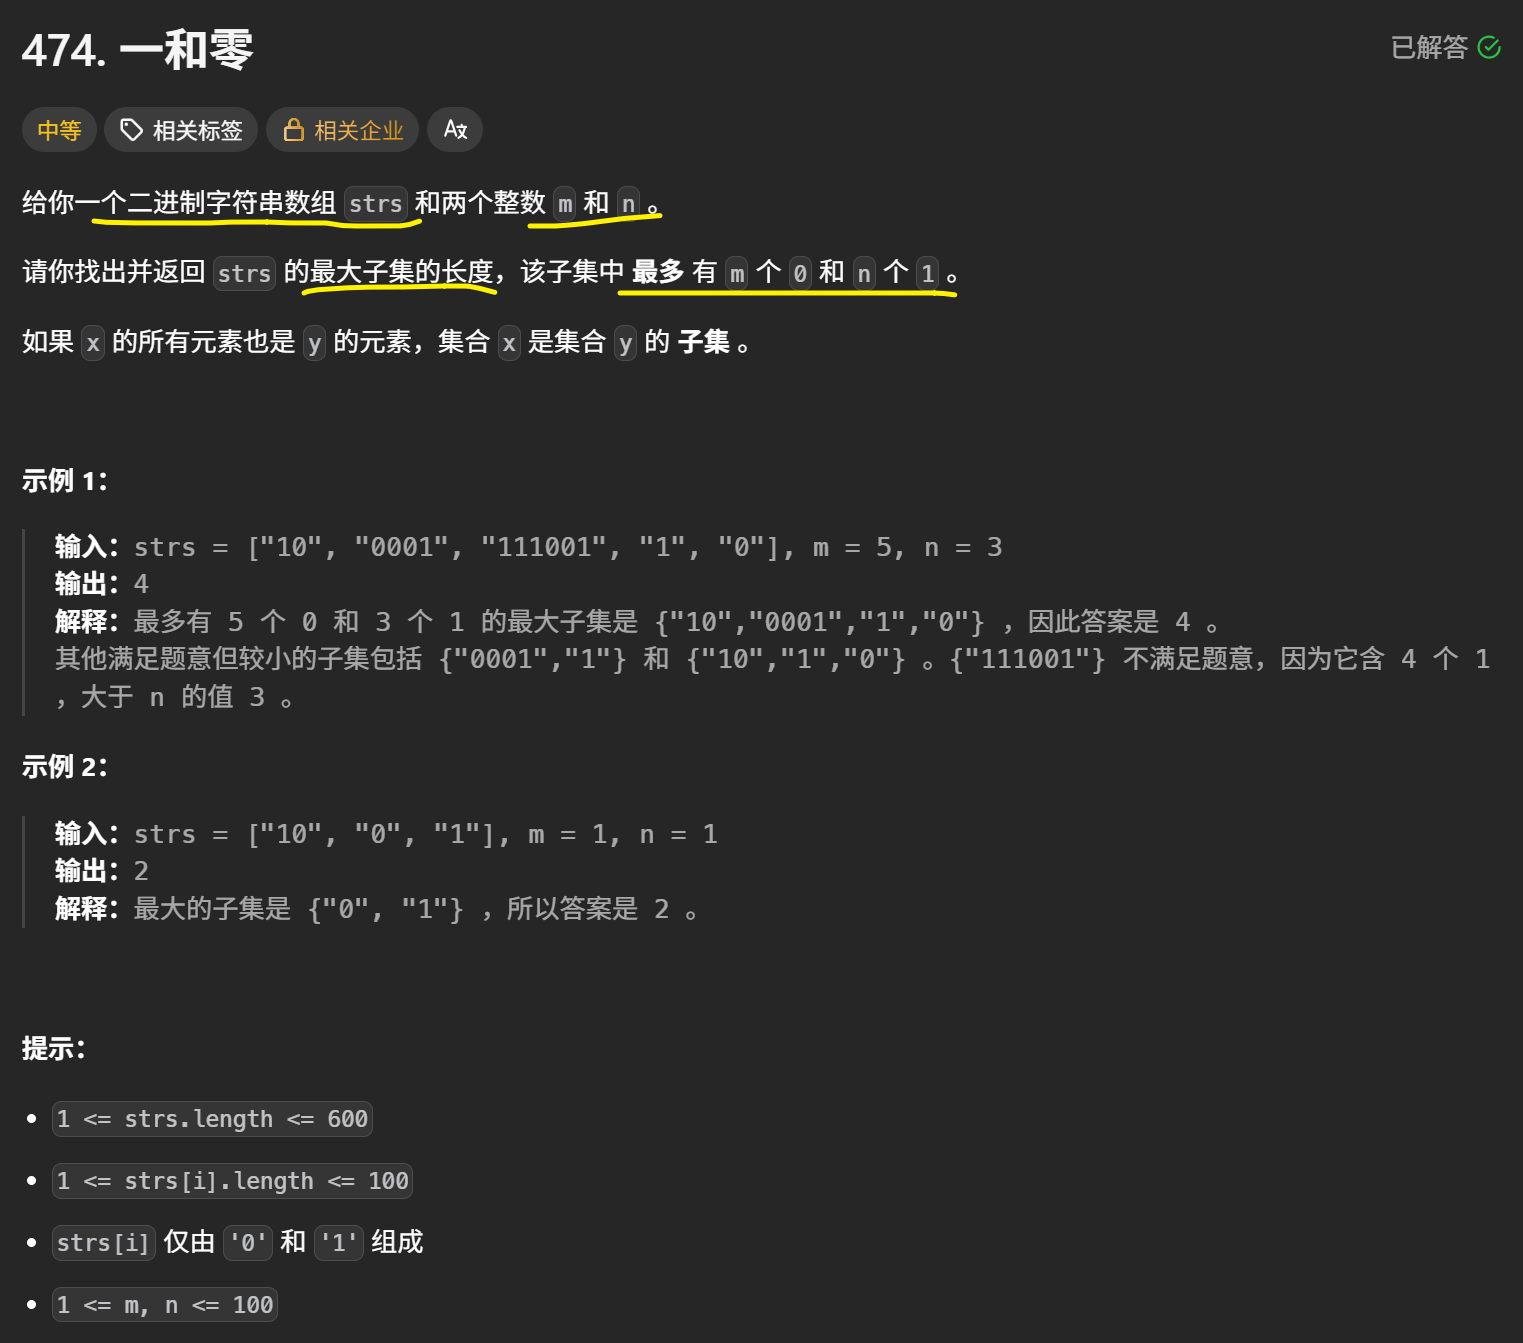 474. 一和零
已解答
中等 相关标签 相关企业
给你一个二进制字符串数组 strs 和两个整数 m 和 n 。
请你找出并返回 strs 的最大子集的长度，该子集中 最多 有 m 个 0 和 n 个 1 。
如果 x 的所有元素也是 y 的元素，集合 x 是集合 y 的 子集 。
示例 1：
输入：strs = ["10", "0001", "111001", "1", "0"], m = 5, n = 3
输出：4
解释：最多有 5 个 0 和 3 个 1 的最大子集是 {"10","0001","1","0"} ，因此答案是 4 。
其他满足题意但较小的子集包括 {"0001","1"} 和 {"10","1","0"} 。{"111001"} 不满足题意，因为它含 4 个 1
，大于 n 的值 3 。
示例 2：
输入：strs = ["10", "0", "1"], m = 1, n = 1
输出：2
解释：最大的子集是 {"0", "1"} ，所以答案是 2 。
提示：
1 <= strs.length <= 600
1 <= strs[i].length <= 100
strs[i] 仅由 '0' 和 '1' 组成
1 <= m, n <= 100